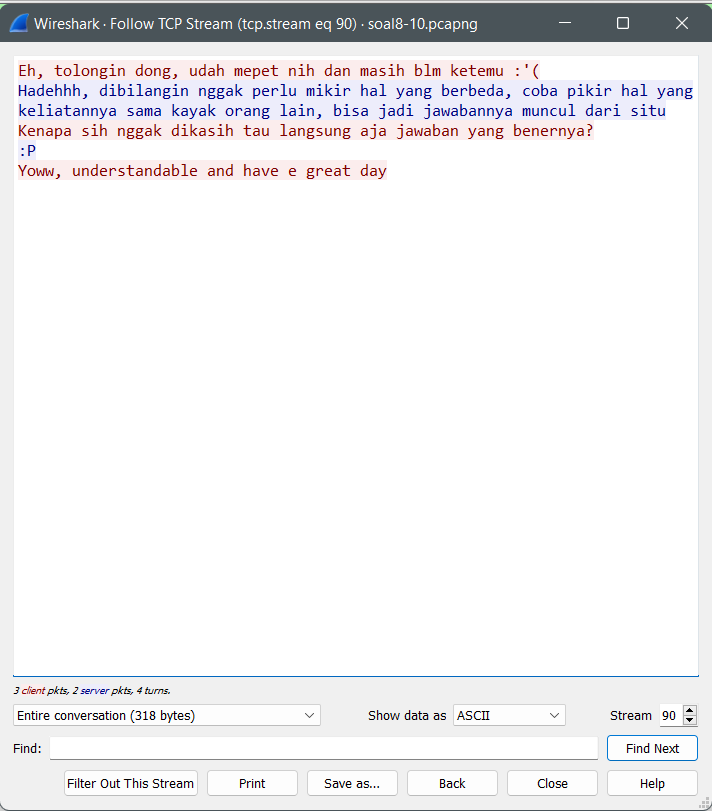 Wireshark · Follow TCP Stream (tcp.stream eq 90) · soal8-10.pcapng
Eh, tolongin dong, udah mepet nih dan masih blm ketemu :'(
Hadehhh, dibilangin nggak perlu mikir hal yang berbeda, coba pikir hal yang
keliatannya sama kayak orang lain, bisa jadi jawabannya muncul dari situ
Kenapa sih nggak dikasih tau langsung aja jawaban yang benernya?
:P
Yoww, understandable and have e great day
3 client pkts, 2 server pkts, 4 turns.
Entire conversation (318 bytes) Show data as ASCII Stream 90
Find: Find Next
Filter Out This Stream Print Save as... Back Close Help